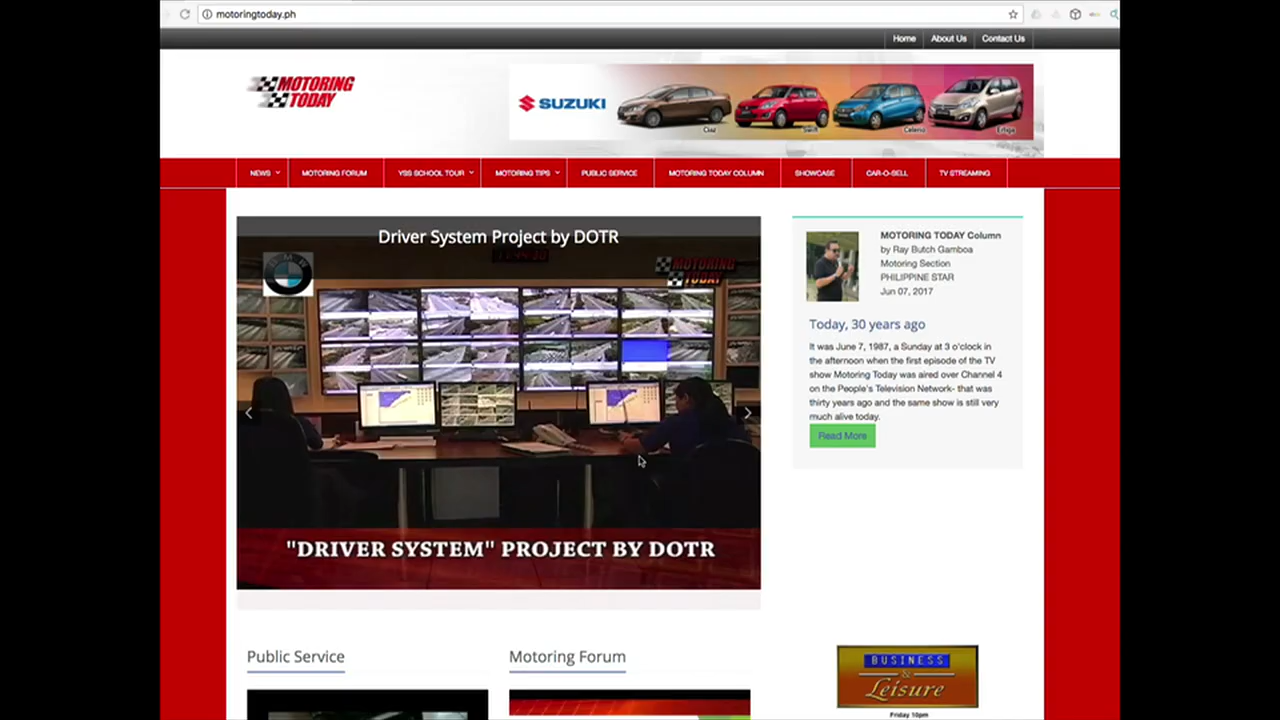 motoringtoday.ph
Home
About Us
Contact Us
MOTORING
TODAY
SUZUKI
Ciaz
Swift
Celerio
Ertiga
NEWS
MOTORING FORUM
YSS SCHOOL TOUR
MOTORING TIPS
PUBLIC SERVICE
MOTORING TODAY COLUMN
SHOWCASE
CAR-O-SELL
TV STREAMING
Driver System Project by DOTR
BMW
MOTORING
TODAY
"DRIVER SYSTEM" PROJECT BY DOTR
MOTORING TODAY Column
by Ray Butch Gamboa
Motoring Section
PHILIPPINE STAR
Jun 07, 2017
Today, 30 years ago
It was June 7, 1987, a Sunday at 3 o'clock in
the afternoon when the first episode of the TV
show Motoring Today was aired over Channel 4
on the People's Television Network- that was
thirty years ago and the same show is still very
much alive today.
Read More
Public Service
Motoring Forum
BUSINESS
&
Leisure
Friday 10pm